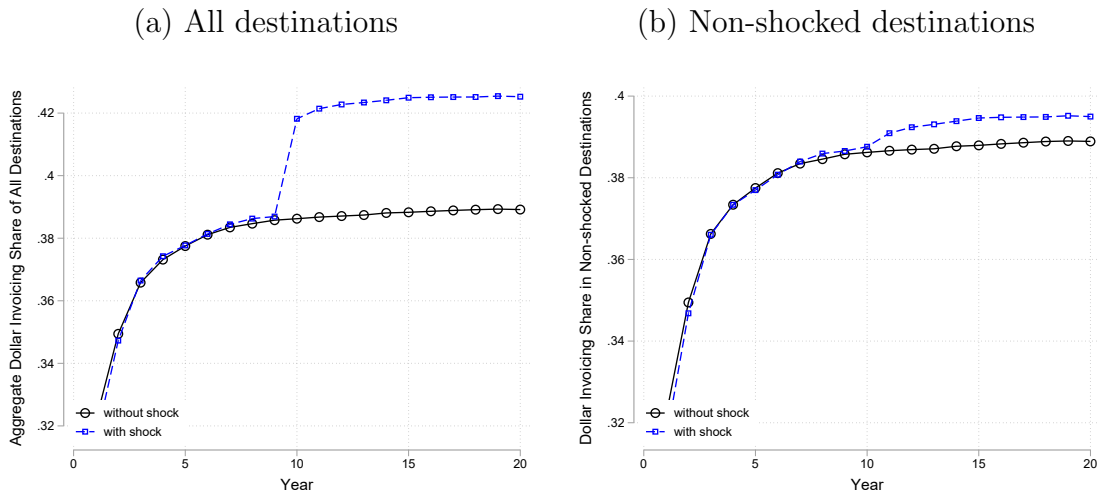 (a) All destinations
Aggregate Dollar Invoicing Share of All Destinations
.42
.4
.38
.36
.34
.32
without shock
with shock
0 5 10 15 20
Year
(b) Non-shocked destinations
Dollar Invoicing Share in Non-shocked Destinations
.4
.38
.36
.34
.32
without shock
with shock
0 5 10 15 20
Year